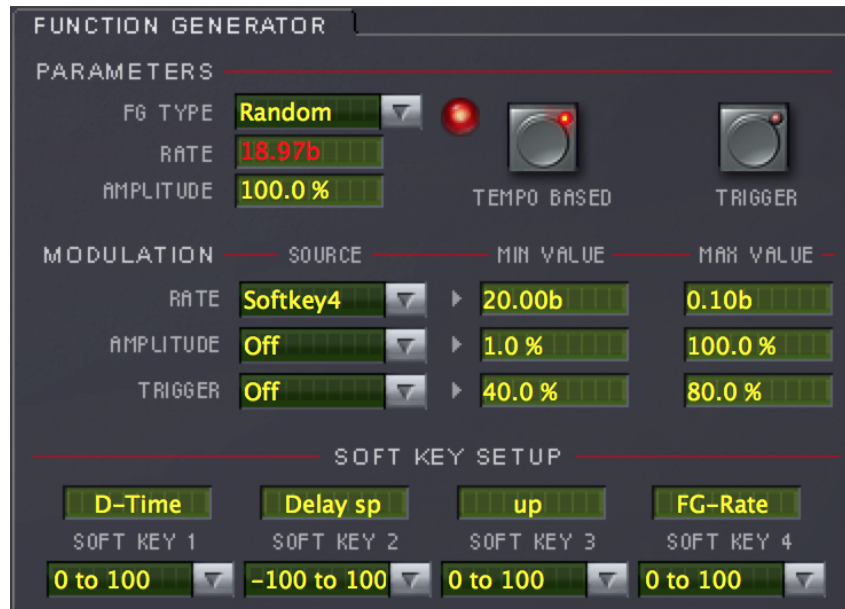 FUNCTION GENERATOR
PARAMETERS
FG TYPE Random
RATE 18.97b
AMPLITUDE 100.0 %
TEMPO BASED TRIGGER
MODULATION SOURCE MIN VALUE MAX VALUE
RATE Softkey4 20.00b 0.10b
AMPLITUDE Off 1.0 % 100.0 %
TRIGGER Off 40.0 % 80.0 %
SOFT KEY SETUP
D-Time Delay sp up FG-Rate
SOFT KEY 1 SOFT KEY 2 SOFT KEY 3 SOFT KEY 4
0 to 100 -100 to 100 0 to 100 0 to 100